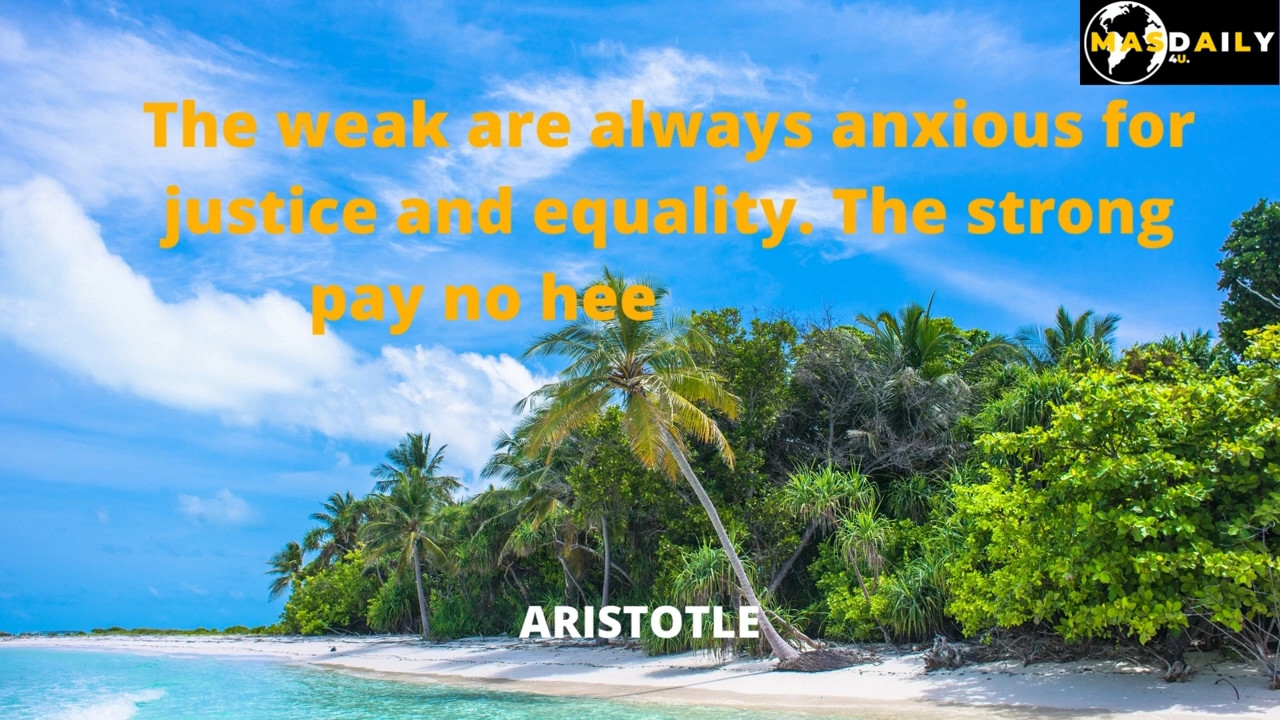 MASDAILY
4U.
The weak are always anxious for
justice and equality. The strong
pay no hee
ARISTOTLE